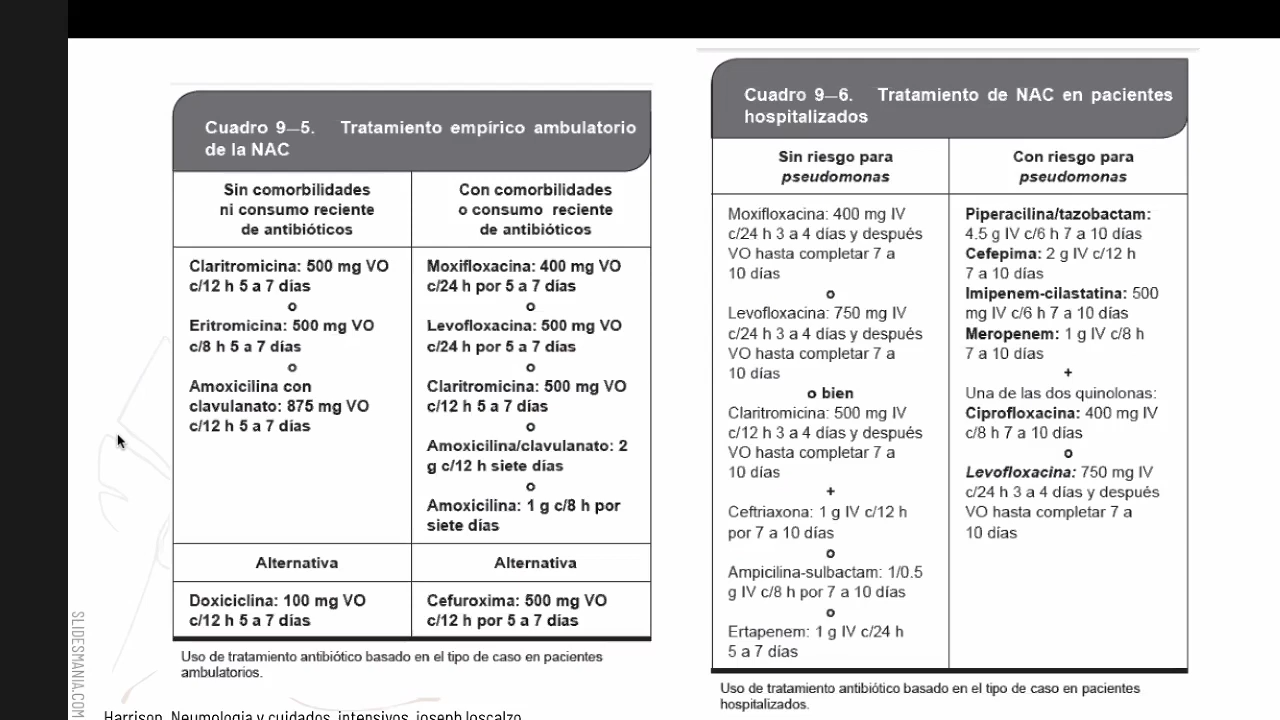 Cuadro 9—5. Tratamiento empírico ambulatorio
de la NAC
Sin comorbilidades
ni consumo reciente
de antibióticos
Con comorbilidades
o consumo reciente
de antibióticos
Claritromicina: 500 mg VO
c/12 h 5 a 7 días
o
Eritromicina: 500 mg VO
c/8 h 5 a 7 días
o
Amoxicilina con
clavulanato: 875 mg VO
c/12 h 5 a 7 días
Moxifloxacina: 400 mg VO
c/24 h por 5 a 7 días
o
Levofloxacina: 500 mg VO
c/24 h por 5 a 7 días
o
Claritromicina: 500 mg VO
c/12 h 5 a 7 días
o
Amoxicilina/clavulanato: 2
g c/12 h siete días
o
Amoxicilina: 1 g c/8 h por
siete días
Alternativa
Alternativa
Doxiciclina: 100 mg VO
c/12 h 5 a 7 días
Cefuroxima: 500 mg VO
c/12 h por 5 a 7 días
Uso de tratamiento antibiótico basado en el tipo de caso en pacientes
ambulatorios.
Cuadro 9—6. Tratamiento de NAC en pacientes
hospitalizados
Sin riesgo para
pseudomonas
Con riesgo para
pseudomonas
Moxifloxacina: 400 mg IV
c/24 h 3 a 4 días y después
VO hasta completar 7 a
10 días
o
Levofloxacina: 750 mg IV
c/24 h 3 a 4 días y después
VO hasta completar 7 a
10 días
o bien
Claritromicina: 500 mg IV
c/12 h 3 a 4 días y después
VO hasta completar 7 a
10 días
+
Ceftriaxona: 1 g IV c/12 h
por 7 a 10 días
o
Ampicilina-sulbactam: 1/0.5
g IV c/8 h por 7 a 10 días
o
Ertapenem: 1 g IV c/24 h
5 a 7 días
Piperacilina/tazobactam:
4.5 g IV c/6 h 7 a 10 días
Cefepima: 2 g IV c/12 h
7 a 10 días
Imipenem-cilastatina: 500
mg IV c/6 h 7 a 10 días
Meropenem: 1 g IV c/8 h
7 a 10 días
+
Una de las dos quinolonas:
Ciprofloxacina: 400 mg IV
c/8 h 7 a 10 días
o
Levofloxacina: 750 mg IV
c/24 h 3 a 4 días y después
VO hasta completar 7 a
10 días
Uso de tratamiento antibiótico basado en el tipo de caso en pacientes
hospitalizados.
SLIDESMANIA.COM
Harrison. Neumologia y cuidados intensivos. joseph loscalzo